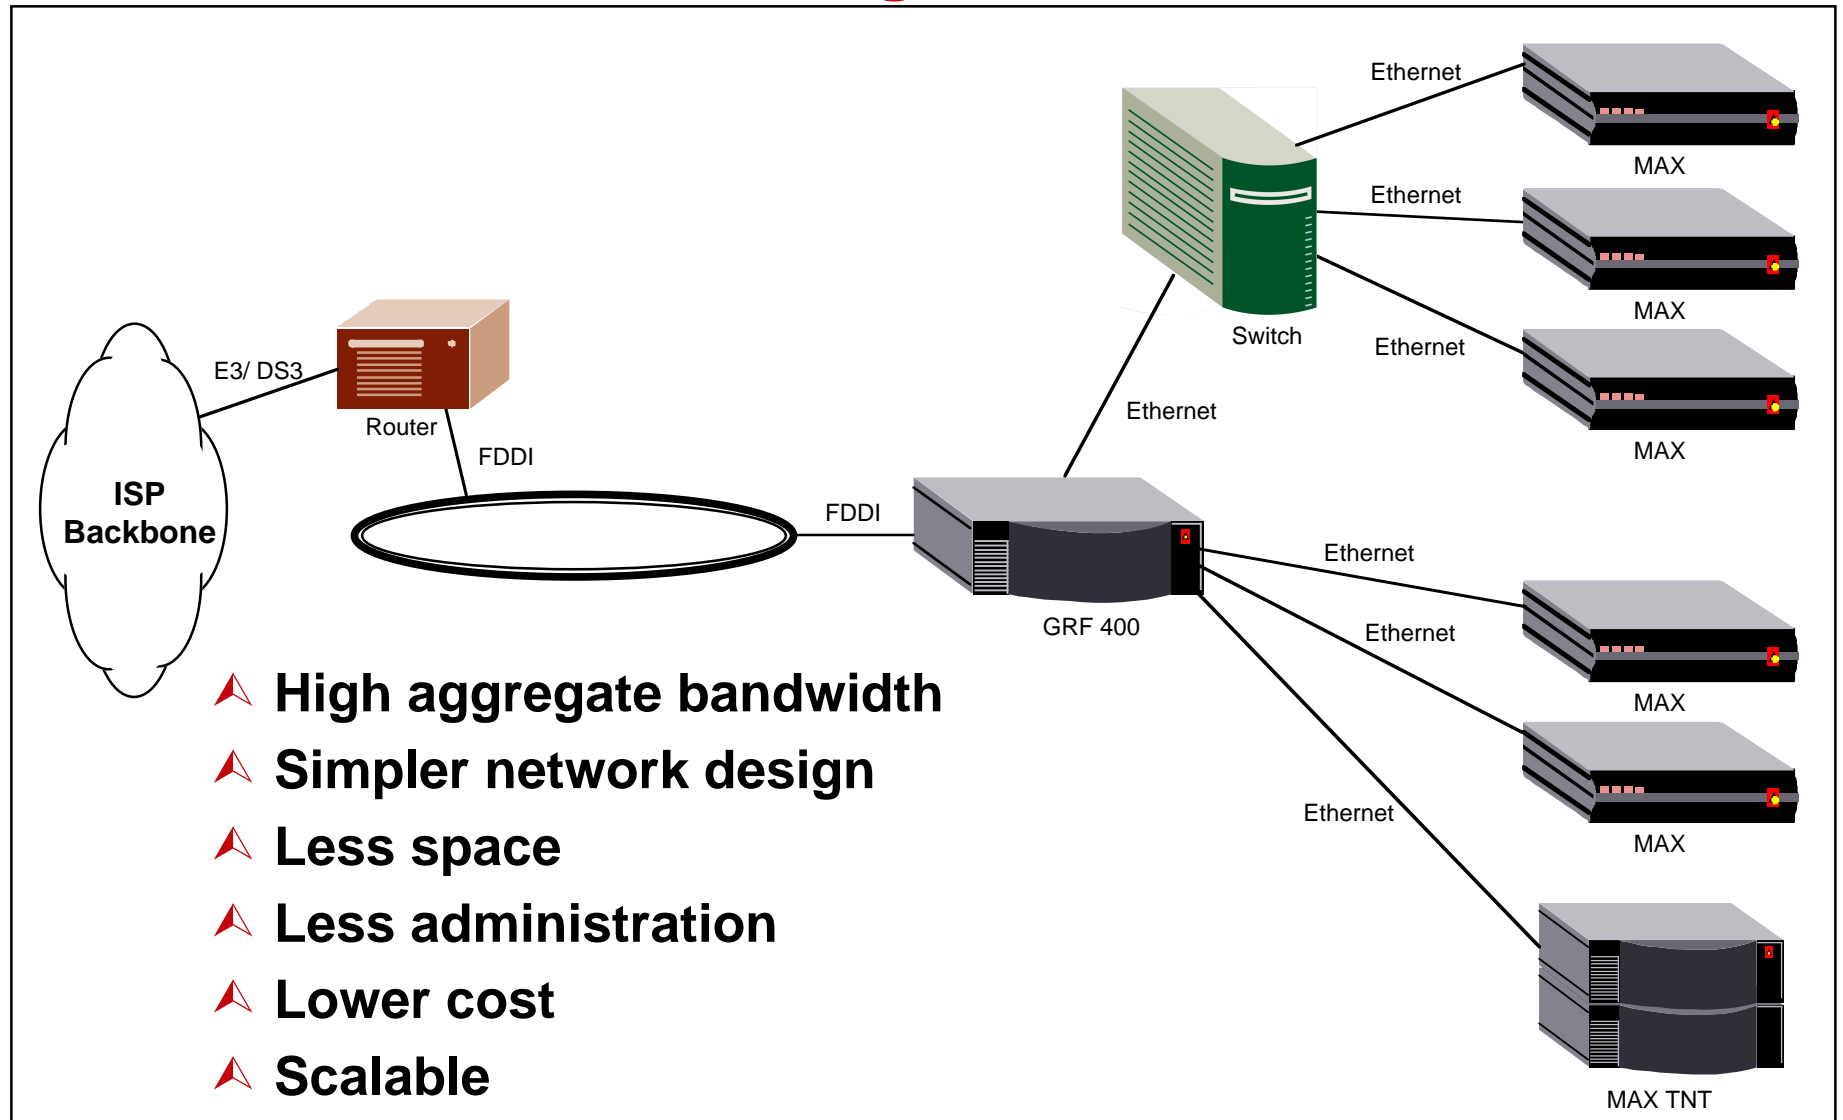 Ethernet
MAX
Ethernet
MAX
Switch
Ethernet
MAX
E3/ DS3
Router
Ethernet
FDDI
ISP
Backbone
FDDI
Ethernet
GRF 400
Ethernet
MAX
Ethernet
MAX
MAX TNT
High aggregate bandwidth
Simpler network design
Less space
Less administration
Lower cost
Scalable